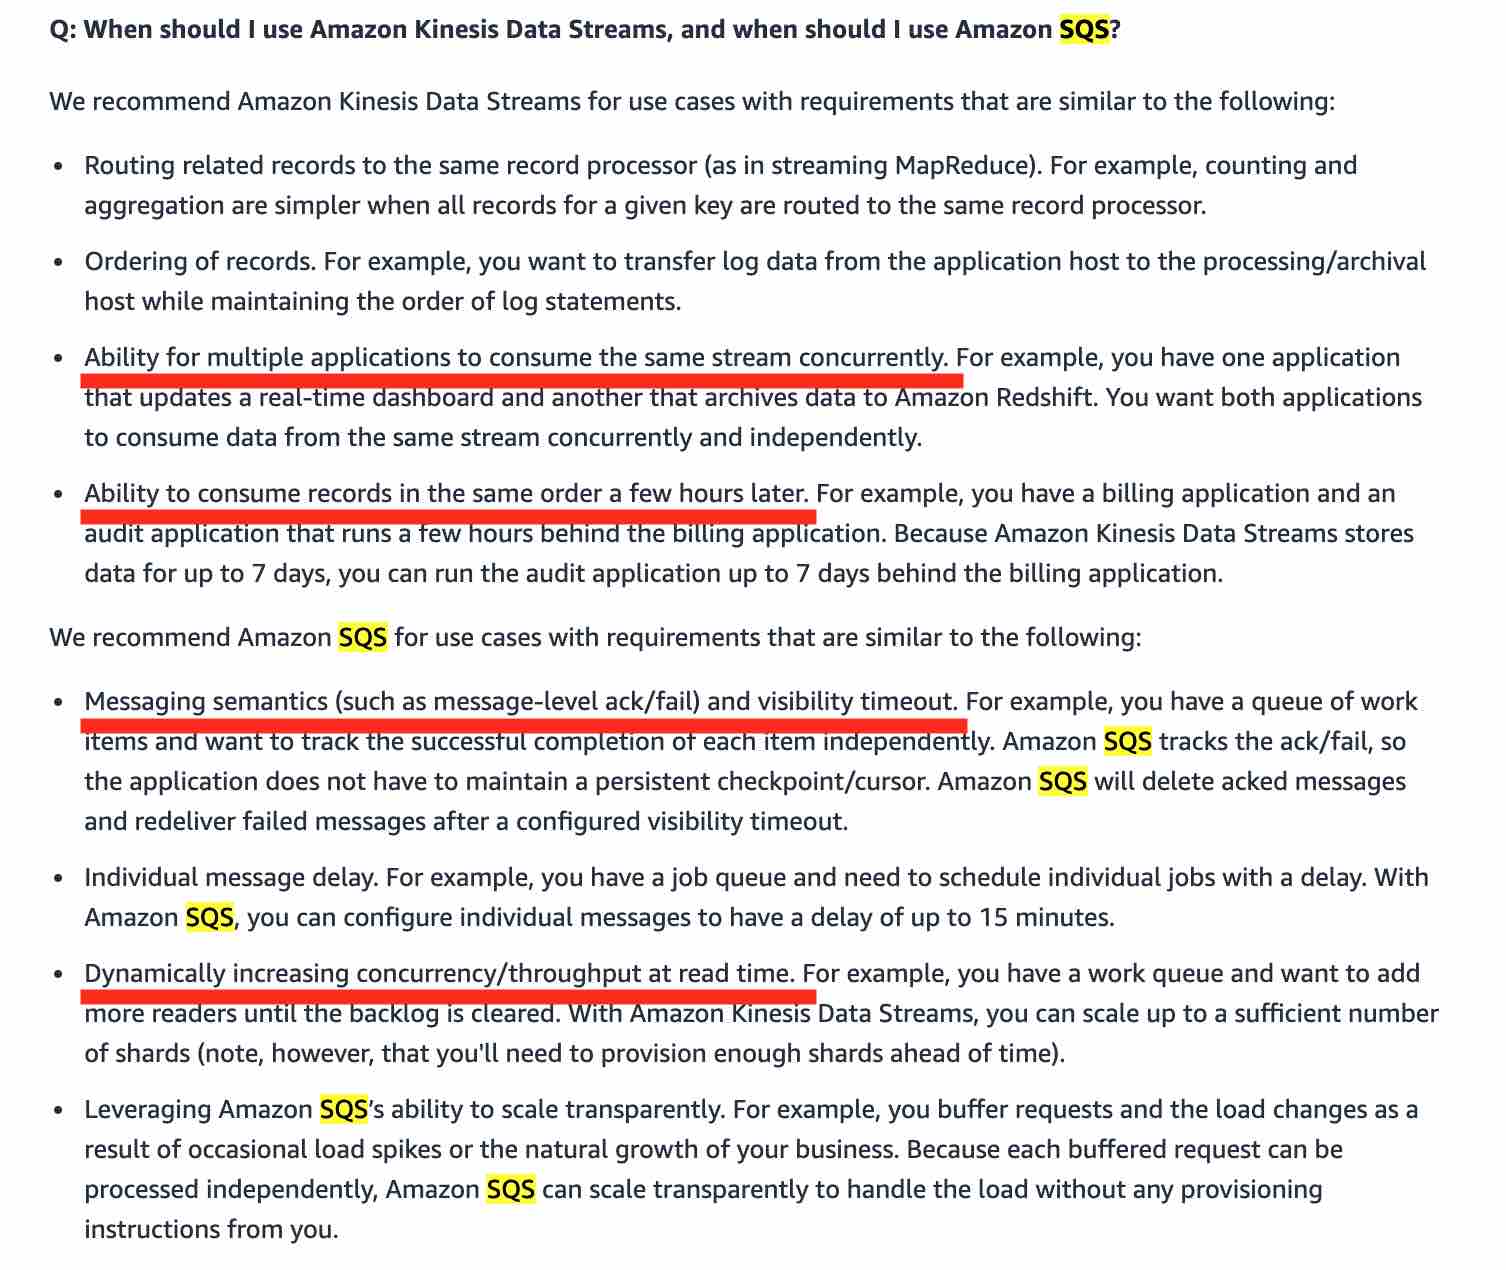 Q: When should I use Amazon Kinesis Data Streams, and when should I use Amazon SQS?
We recommend Amazon Kinesis Data Streams for use cases with requirements that are similar to the following:
• Routing related records to the same record processor (as in streaming MapReduce). For example, counting and
aggregation are simpler when all records for a given key are routed to the same record processor.
• Ordering of records. For example, you want to transfer log data from the application host to the processing/archival
host while maintaining the order of log statements.
• Ability for multiple applications to consume the same stream concurrently. For example, you have one application
that updates a real-time dashboard and another that archives data to Amazon Redshift. You want both applications
to consume data from the same stream concurrently and independently.
• Ability to consume records in the same order a few hours later. For example, you have a billing application and an
audit application that runs a few hours behind the billing application. Because Amazon Kinesis Data Streams stores
data for up to 7 days, you can run the audit application up to 7 days behind the billing application.
We recommend Amazon SQS for use cases with requirements that are similar to the following:
• Messaging semantics (such as message-level ack/fail) and visibility timeout. For example, you have a queue of work
items and want to track the successful completion of each item independently. Amazon SQS tracks the ack/fail, so
the application does not have to maintain a persistent checkpoint/cursor. Amazon SQS will delete acked messages
and redeliver failed messages after a configured visibility timeout.
• Individual message delay. For example, you have a job queue and need to schedule individual jobs with a delay. With
Amazon SQS, you can configure individual messages to have a delay of up to 15 minutes.
• Dynamically increasing concurrency/throughput at read time. For example, you have a work queue and want to add
more readers until the backlog is cleared. With Amazon Kinesis Data Streams, you can scale up to a sufficient number
of shards (note, however, that you'll need to provision enough shards ahead of time).
• Leveraging Amazon SQS’s ability to scale transparently. For example, you buffer requests and the load changes as a
result of occasional load spikes or the natural growth of your business. Because each buffered request can be
processed independently, Amazon SQS can scale transparently to handle the load without any provisioning
instructions from you.